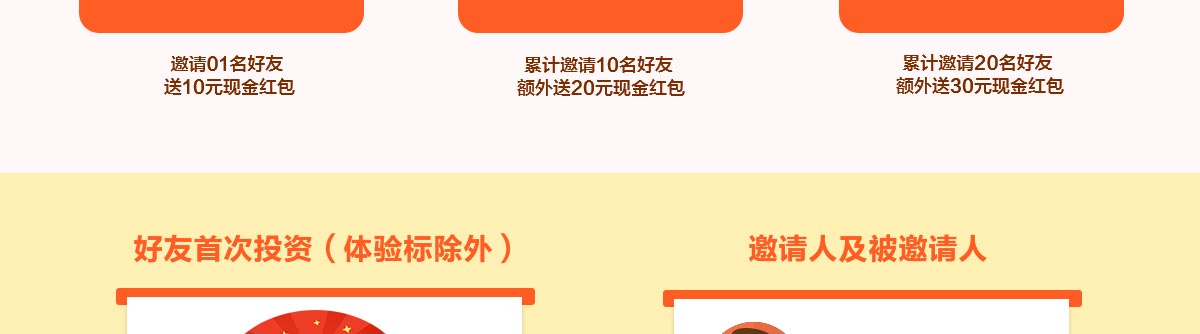 邀请01名好友
送10元现金红包
累计邀请10名好友
额外送20元现金红包
累计邀请20名好友
额外送30元现金红包
好友首次投资（体验标除外）
邀请人及被邀请人